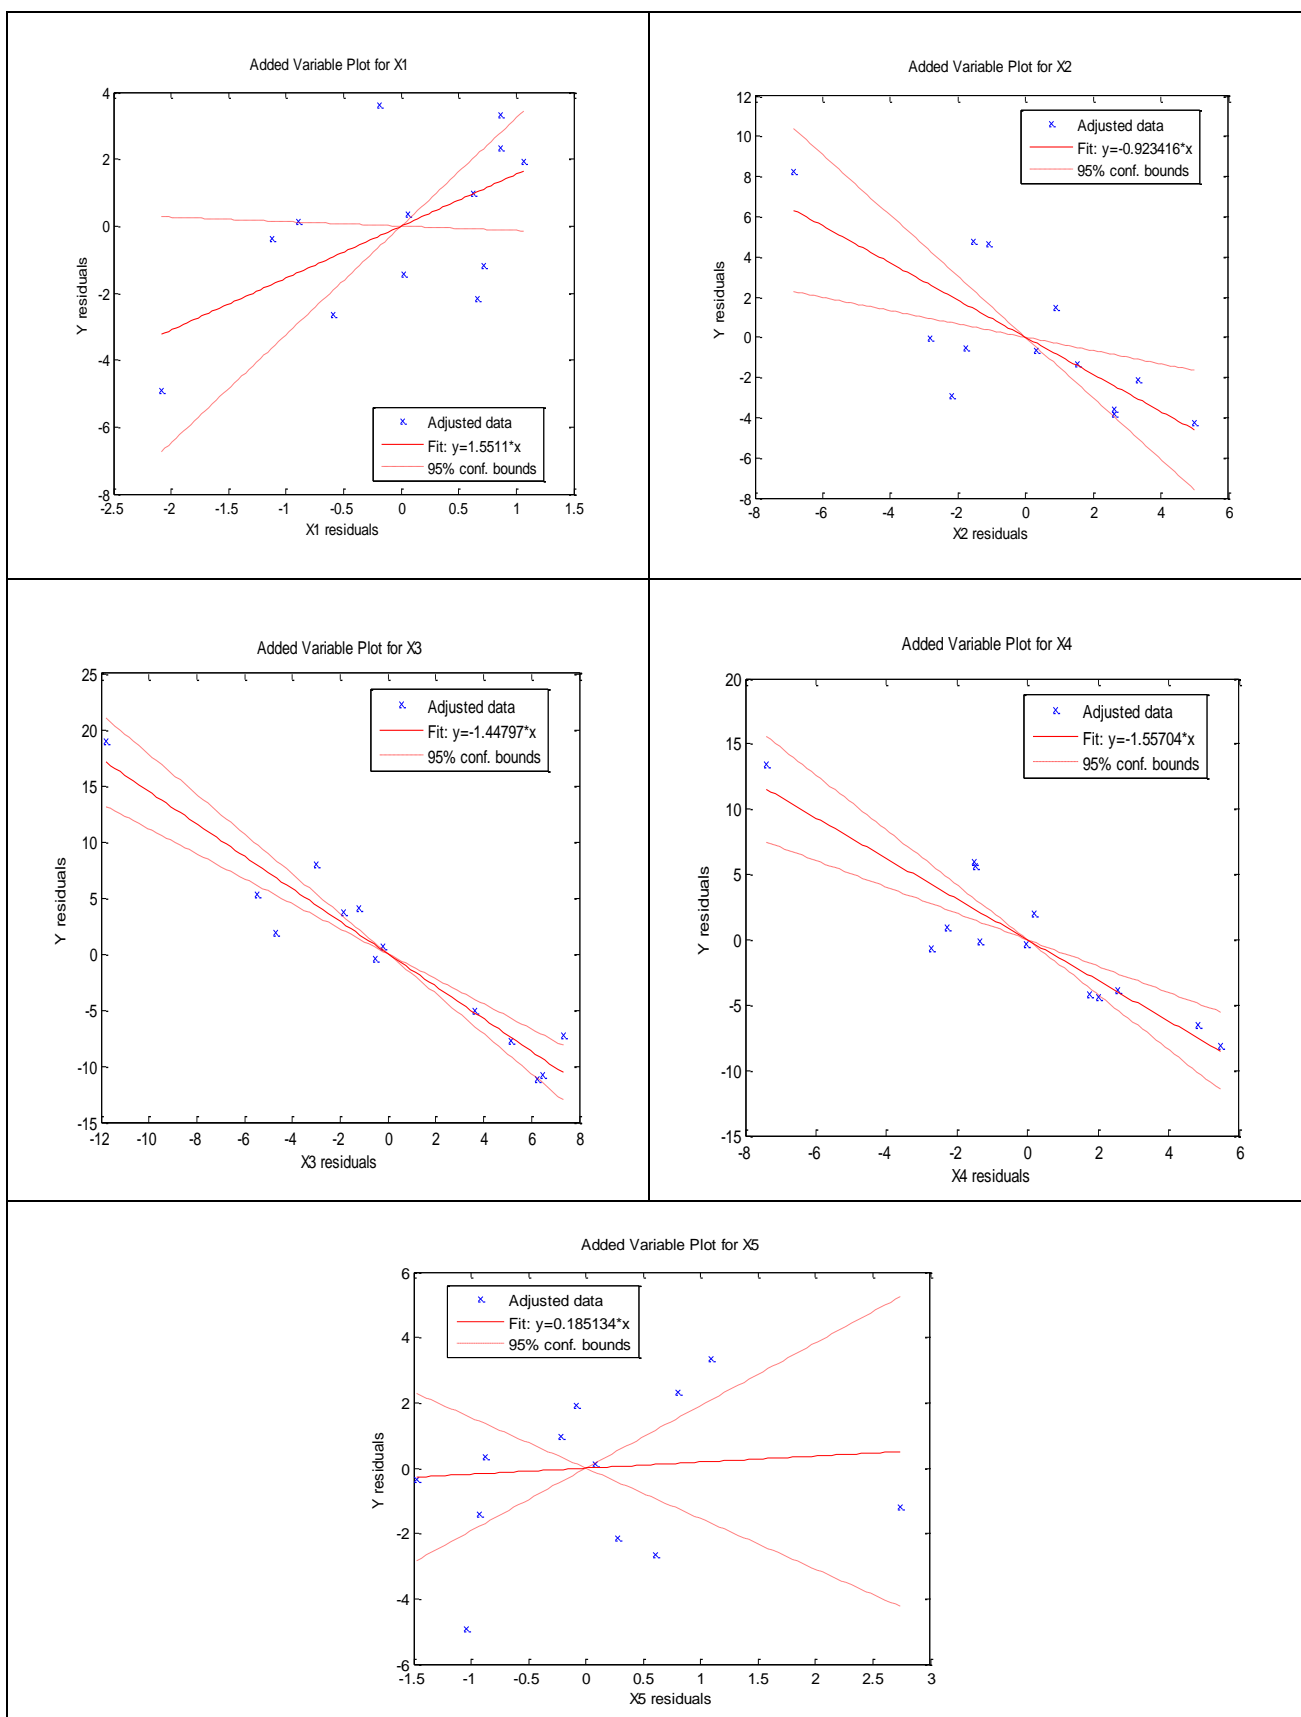 Added Variable Plot for X1
4
2
0
-2
-4
-6
-8
Y residuals
Adjusted data
Fit: y=1.5511*x
95% conf. bounds
-2.5 -2 -1.5 -1 -0.5 0 0.5 1 1.5
X1 residuals
Added Variable Plot for X2
12
10
8
6
4
2
0
-2
-4
-6
-8
Y residuals
Adjusted data
Fit: y=-0.923416*x
95% conf. bounds
-8 -6 -4 -2 0 2 4 6
X2 residuals
Added Variable Plot for X3
25
20
15
10
5
0
-5
-10
-15
Y residuals
Adjusted data
Fit: y=-1.44797*x
95% conf. bounds
-12 -10 -8 -6 -4 -2 0 2 4 6 8
X3 residuals
Added Variable Plot for X4
20
15
10
5
0
-5
-10
-15
Y residuals
Adjusted data
Fit: y=-1.55704*x
95% conf. bounds
-8 -6 -4 -2 0 2 4 6
X4 residuals
Added Variable Plot for X5
6
4
2
0
-2
-4
-6
Y residuals
Adjusted data
Fit: y=0.185134*x
95% conf. bounds
-1.5 -1 -0.5 0 0.5 1 1.5 2 2.5 3
X5 residuals